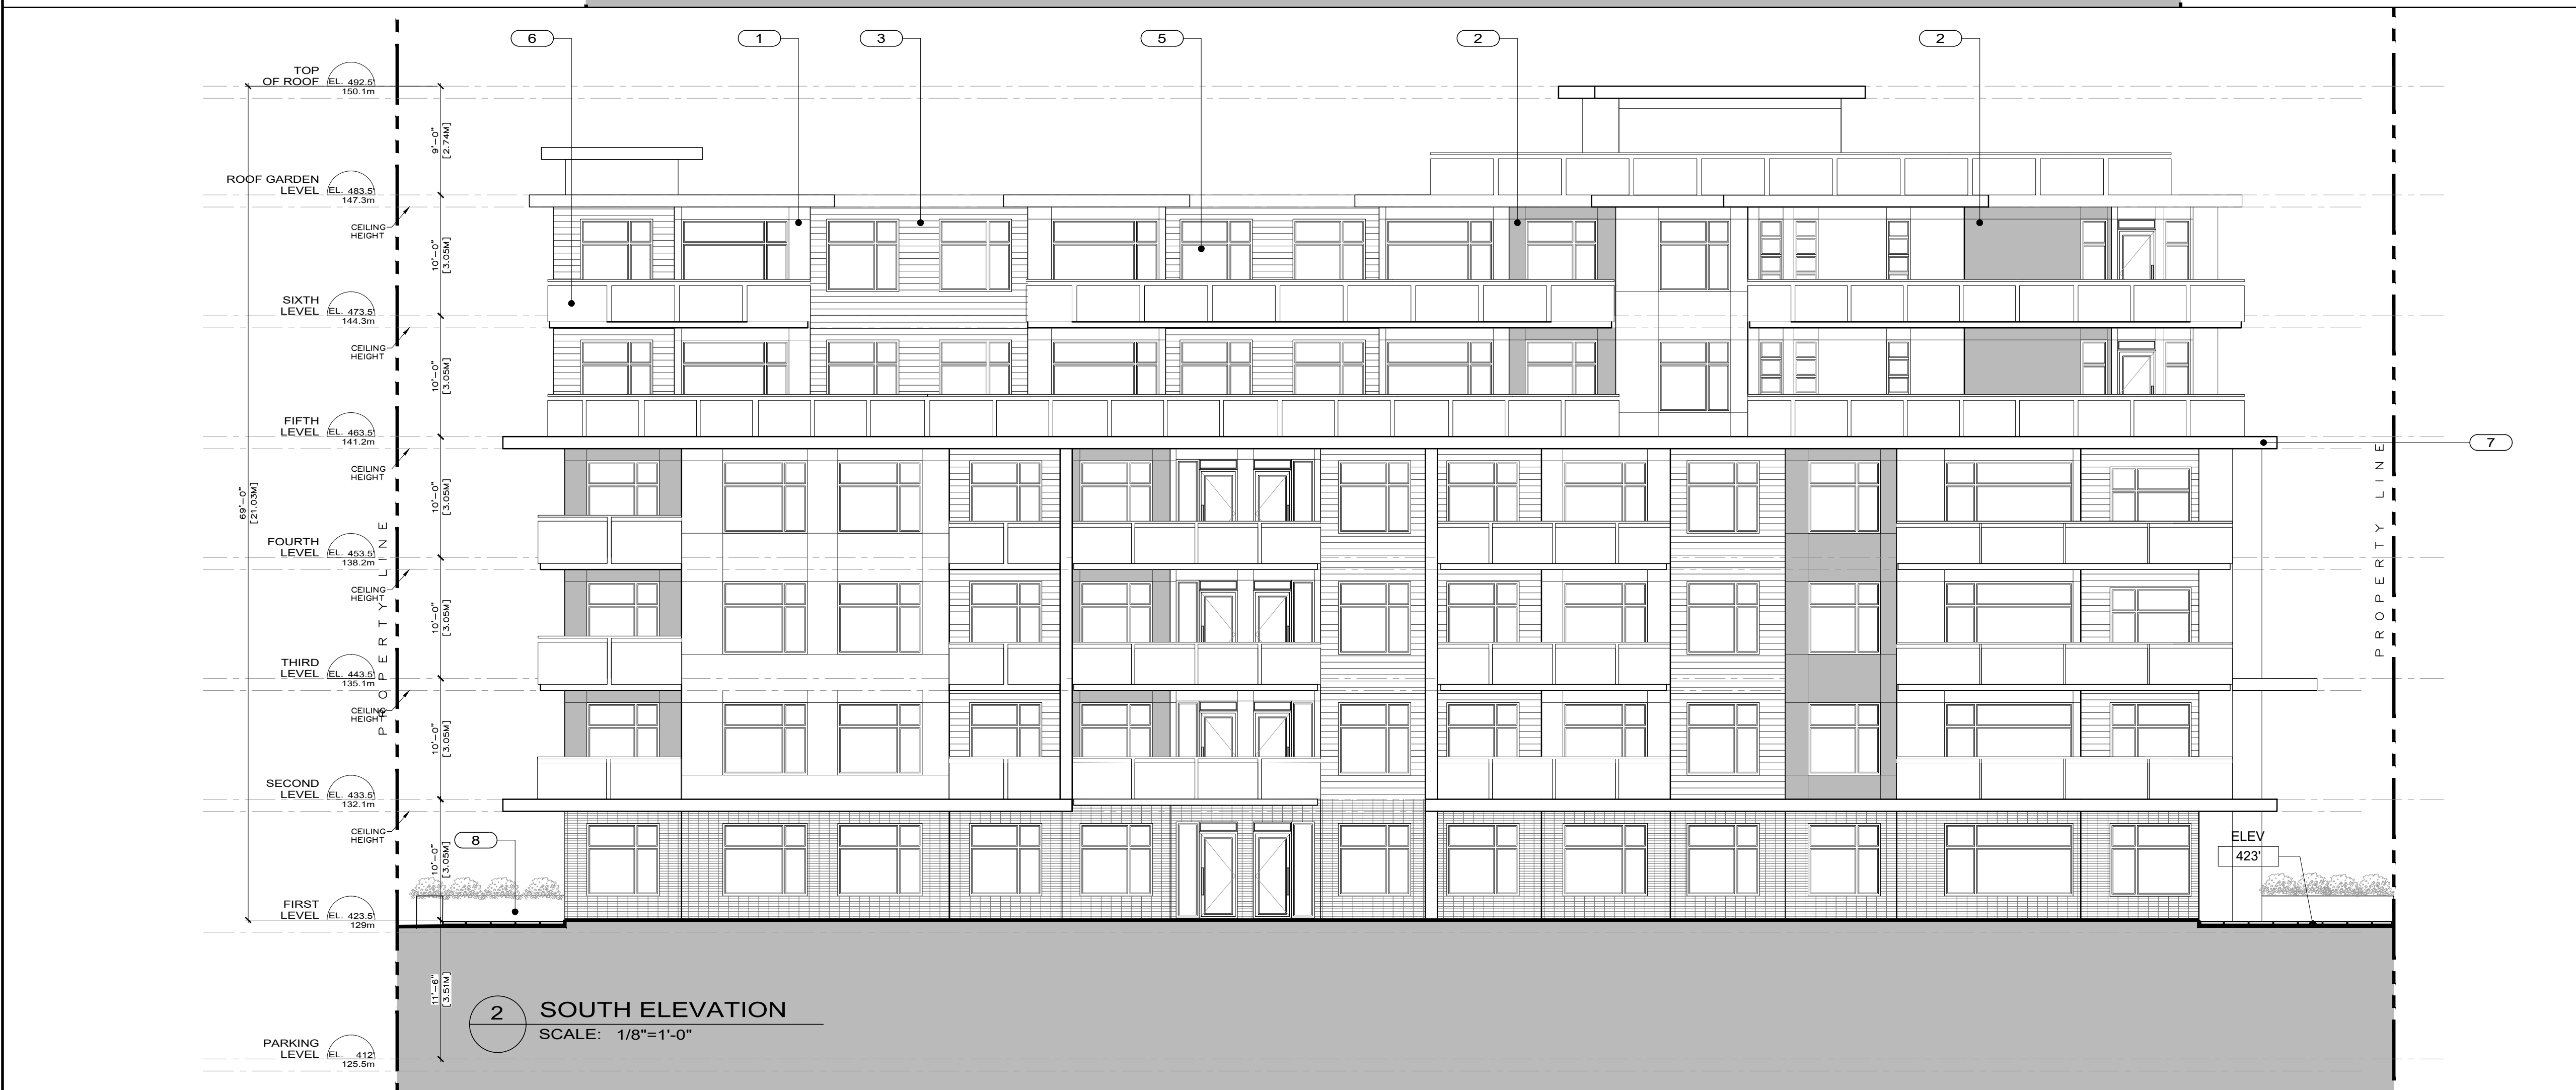 6
1
3
5
2
2
TOP
OF ROOF
EL. 492.5'
150.1m
9'-0"
[2.74M]
ROOF GARDEN
LEVEL
EL. 483.5'
147.3m
CEILING
HEIGHT
10'-0"
[3.05M]
SIXTH
LEVEL
EL. 473.5'
144.3m
CEILING
HEIGHT
10'-0"
[3.05M]
FIFTH
LEVEL
EL. 463.5'
141.2m
7
CEILING
HEIGHT
10'-0"
[3.05M]
69'-0"
[21.03M]
PROPERTY LINE
PROPERTY LINE
FOURTH
LEVEL
EL. 453.5'
138.2m
CEILING
HEIGHT
10'-0"
[3.05M]
THIRD
LEVEL
EL. 443.5'
135.1m
CEILING
HEIGHT
10'-0"
[3.05M]
SECOND
LEVEL
EL. 433.5'
132.1m
CEILING
HEIGHT
8
10'-0"
[3.05M]
ELEV
423'
FIRST
LEVEL
EL. 423.5'
129m
11'-6"
[3.51M]
2
SOUTH ELEVATION
SCALE: 1/8"=1'-0"
PARKING
LEVEL
EL. 412'
125.5m